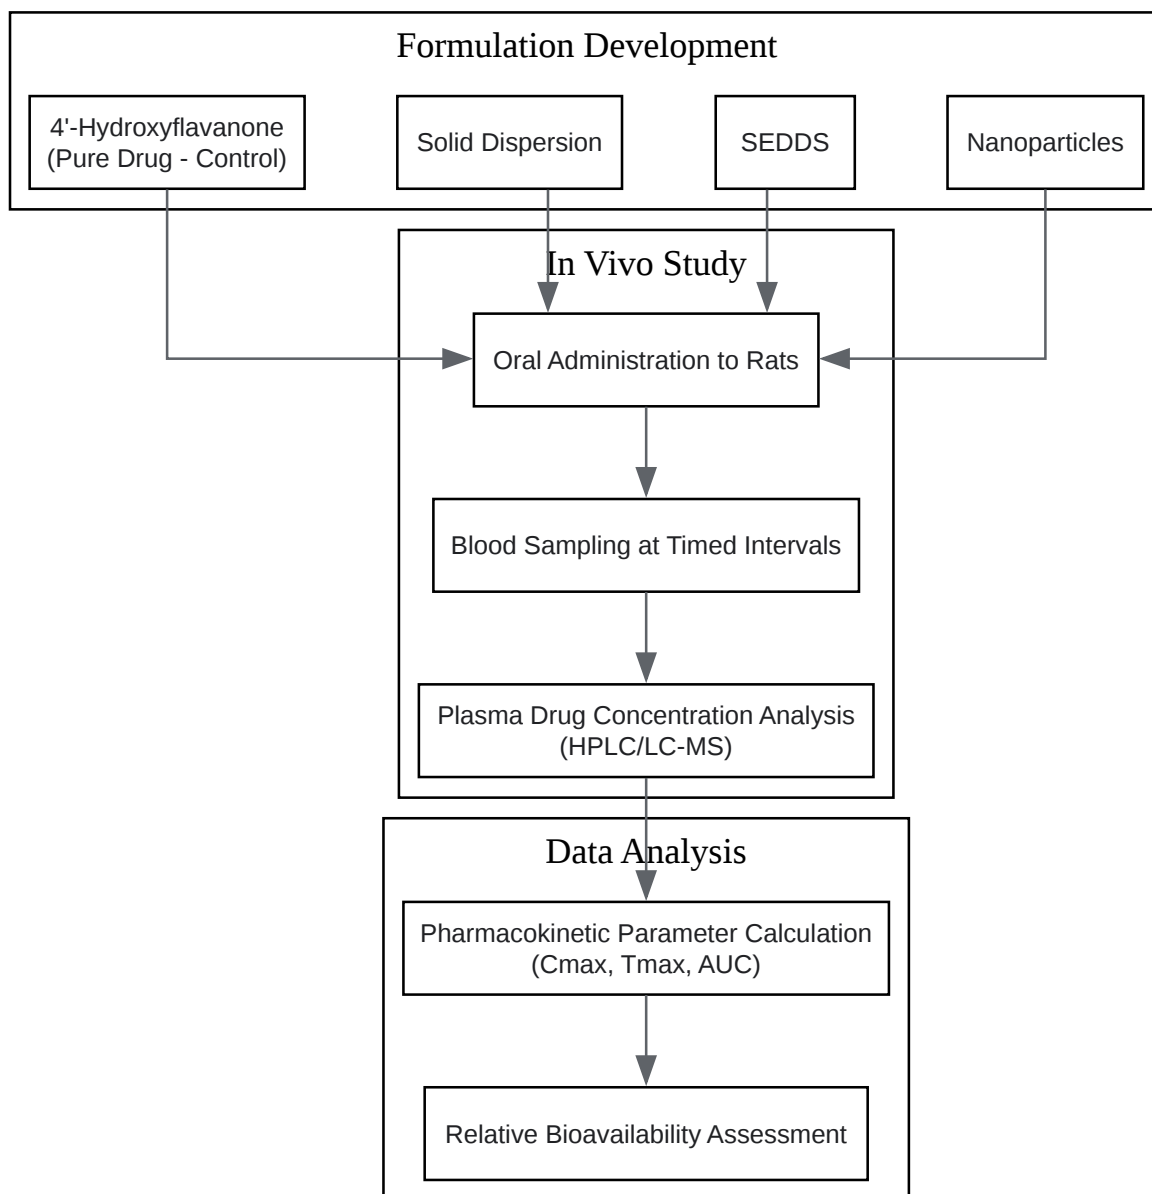 Formulation Development
4'-Hydroxyflavanone
(Pure Drug - Control)
Solid Dispersion
SEDDS
Nanoparticles
In Vivo Study
Oral Administration to Rats
Blood Sampling at Timed Intervals
Plasma Drug Concentration Analysis
(HPLC/LC-MS)
Data Analysis
Pharmacokinetic Parameter Calculation
(Cmax, Tmax, AUC)
Relative Bioavailability Assessment